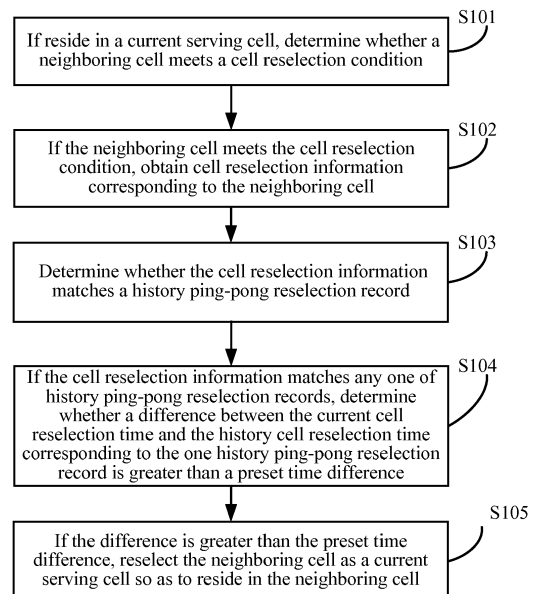 S101
If reside in a current serving cell, determine whether a
neighboring cell meets a cell reselection condition
S102
If the neighboring cell meets the cell reselection
condition, obtain cell reselection information
corresponding to the neighboring cell
S103
Determine whether the cell reselection information
matches a history ping-pong reselection record
S104
If the cell reselection information matches any one of
history ping-pong reselection records, determine
whether a difference between the current cell
reselection time and the history cell reselection time
corresponding to the one history ping-pong reselection
record is greater than a preset time difference
S105
If the difference is greater than the preset time
difference, reselect the neighboring cell as a current
serving cell so as to reside in the neighboring cell